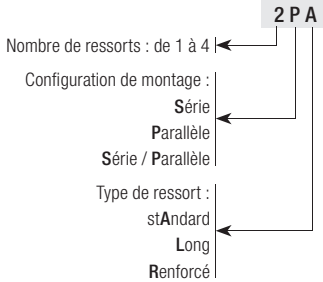 2 P A
Nombre de ressorts : de 1 à 4
Configuration de montage :
Série
Parallèle
Série / Parallèle
Type de ressort :
stAndard
Long
Renforcé